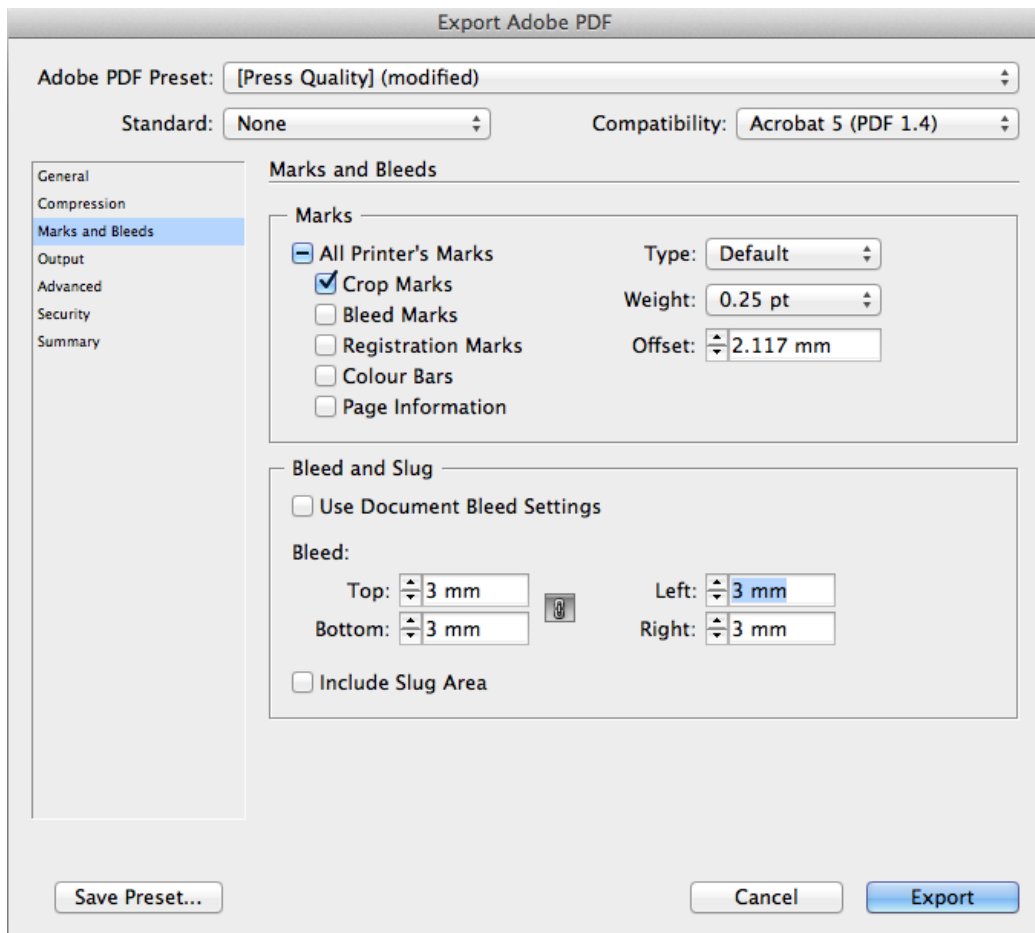 Export Adobe PDF
Adobe PDF Preset: [Press Quality] (modified)
Standard: None Compatibility: Acrobat 5 (PDF 1.4)
General
Compression
Marks and Bleeds
Output
Advanced
Security
Summary
Marks and Bleeds
Marks
All Printer's Marks
Crop Marks
Bleed Marks
Registration Marks
Colour Bars
Page Information
Type: Default
Weight: 0.25 pt
Offset: 2.117 mm
Bleed and Slug
Use Document Bleed Settings
Bleed:
Top: 3 mm Left: 3 mm
Bottom: 3 mm Right: 3 mm
Include Slug Area
Save Preset... Cancel Export